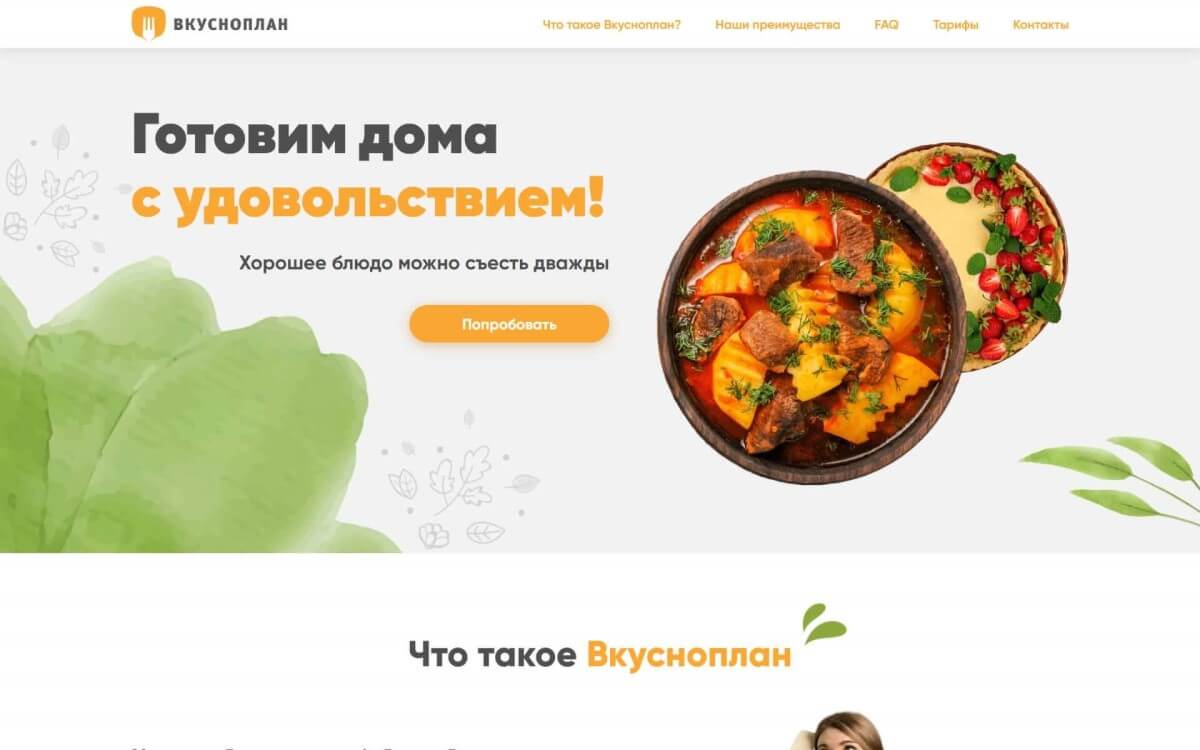 ВКУСНОПЛАН
Что такое Вкусноплан?
Наши преимущества
FAQ
Тарифы
Контакты
Готовим дома
с удовольствием!
Хорошее блюдо можно съесть дважды
Попробовать
Что такое Вкусноплан